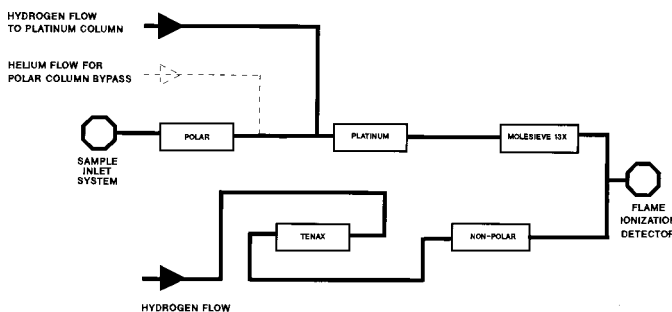 HYDROGEN FLOW
TO PLATINUM COLUMN
HELIUM FLOW FOR
POLAR COLUMN BYPASS
POLAR
PLATINUM
MOLESIEVE 13X
SAMPLE
INLET
SYSTEM
FLAME
IONIZATION
DETECTOR
TENAX
NON-POLAR
HYDROGEN FLOW